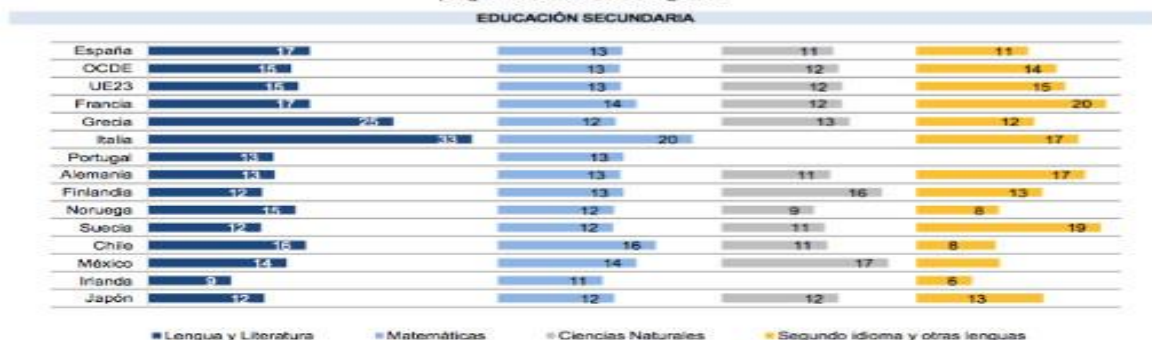 EDUCACIÓN SECUNDARIA
España 17 13 11 11
OCDE 15 13 12 14
UE23 15 13 12 15
Francia 17 14 12 20
Grecia 25 12 13 12
Italia 33 20 17
Portugal 13 13
Alemania 13 13 11 17
Finlandia 12 13 16 13
Noruega 15 12 9 8
Suecia 12 12 11 19
Chile 16 16 11 8
México 14 14 17
Irlanda 9 11 6
Japón 12 12 12 13
Lengua y Literatura Matemáticas Ciencias Naturales Segundo idioma y otras lenguas